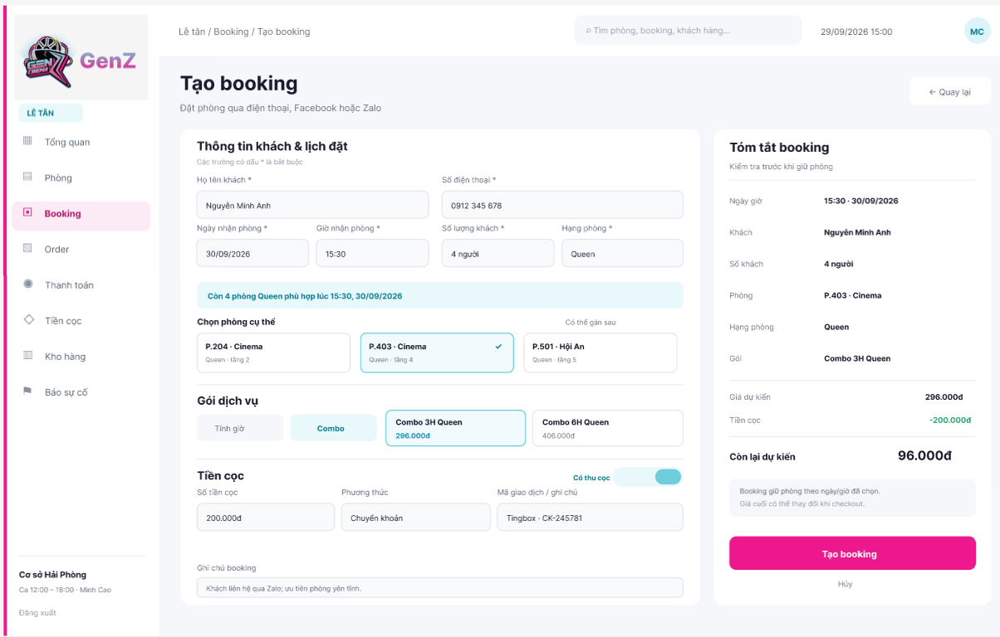 GEN Z
CINEMA
GenZ
LỄ TÂN
Tổng quan
Phòng
Booking
Order
Thanh toán
Tiền cọc
Kho hàng
Báo sự cố
Cơ sở Hải Phòng
Ca 12:00 – 18:00 · Minh Cao
Đăng xuất
Lễ tân / Booking / Tạo booking
Tìm phòng, booking, khách hàng...
29/09/2026 15:00
MC
Tạo booking
Đặt phòng qua điện thoại, Facebook hoặc Zalo
← Quay lại
Thông tin khách & lịch đặt
Các trường có dấu * là bắt buộc
Họ tên khách *
Số điện thoại *
Nguyễn Minh Anh
0912 345 678
Ngày nhận phòng *
Giờ nhận phòng *
Số lượng khách *
Hạng phòng *
30/09/2026
15:30
4 người
Queen
Còn 4 phòng Queen phù hợp lúc 15:30, 30/09/2026
Chọn phòng cụ thể
Có thể gán sau
P.204 · Cinema
Queen · tầng 2
P.403 · Cinema
Queen · tầng 4
P.501 · Hội An
Queen · tầng 5
Gói dịch vụ
Tính giờ
Combo
Combo 3H Queen
296.000đ
Combo 6H Queen
406.000đ
Tiền cọc
Có thu cọc
Số tiền cọc
Phương thức
Mã giao dịch / ghi chú
200.000đ
Chuyển khoản
Tingbox · CK-245781
Ghi chú booking
Khách liên hệ qua Zalo; ưu tiên phòng yên tĩnh.
Tóm tắt booking
Kiểm tra trước khi giữ phòng
Ngày giờ 15:30 · 30/09/2026
Khách Nguyễn Minh Anh
Số khách 4 người
Phòng P.403 · Cinema
Hạng phòng Queen
Gói Combo 3H Queen
Giá dự kiến 296.000đ
Tiền cọc -200.000đ
Còn lại dự kiến 96.000đ
Booking giữ phòng theo ngày/giờ đã chọn.
Giá cuối có thể thay đổi khi checkout.
Tạo booking
Hủy